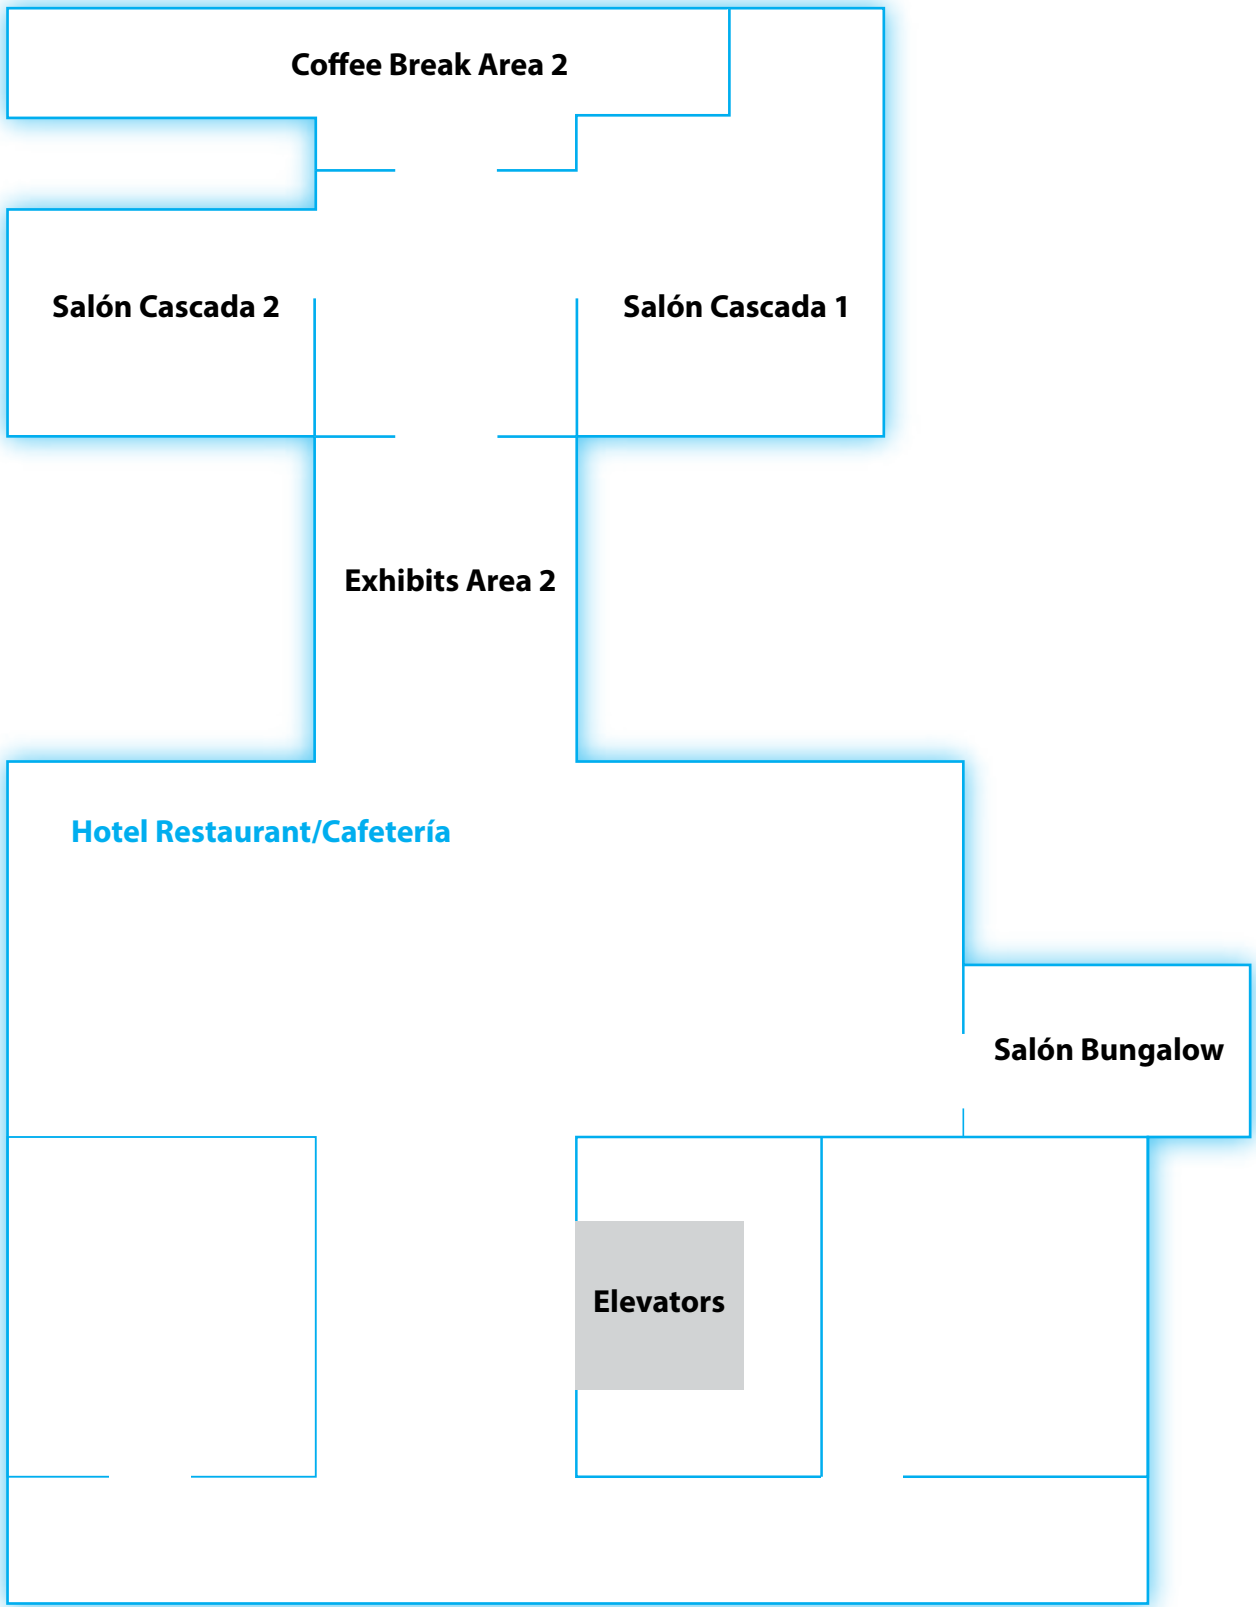 Coffee Break Area 2
Salón Cascada 2
Salón Cascada 1
Exhibits Area 2
Hotel Restaurant/Cafetería
Salón Bungalow
Elevators